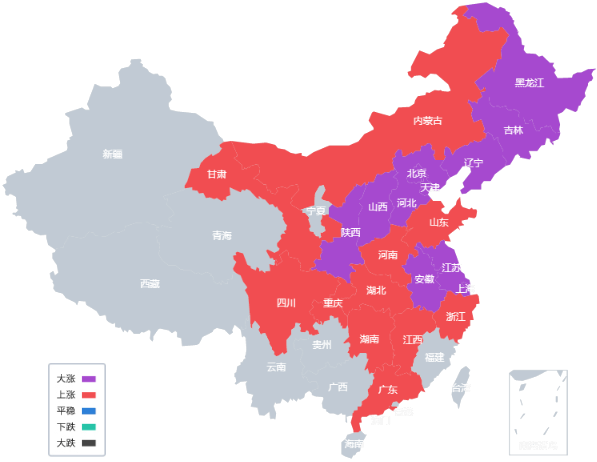 黑龙江
内蒙古
吉林
新疆
辽宁
甘肃
北京
天津
山西
河北
宁夏
山东
陕西
青海
河南
江苏
安徽
西藏
上海
四川
重庆
湖北
浙江
湖南
江西
贵州
福建
云南
广西
广东
台湾
海南
大涨
上涨
平稳
下跌
大跌